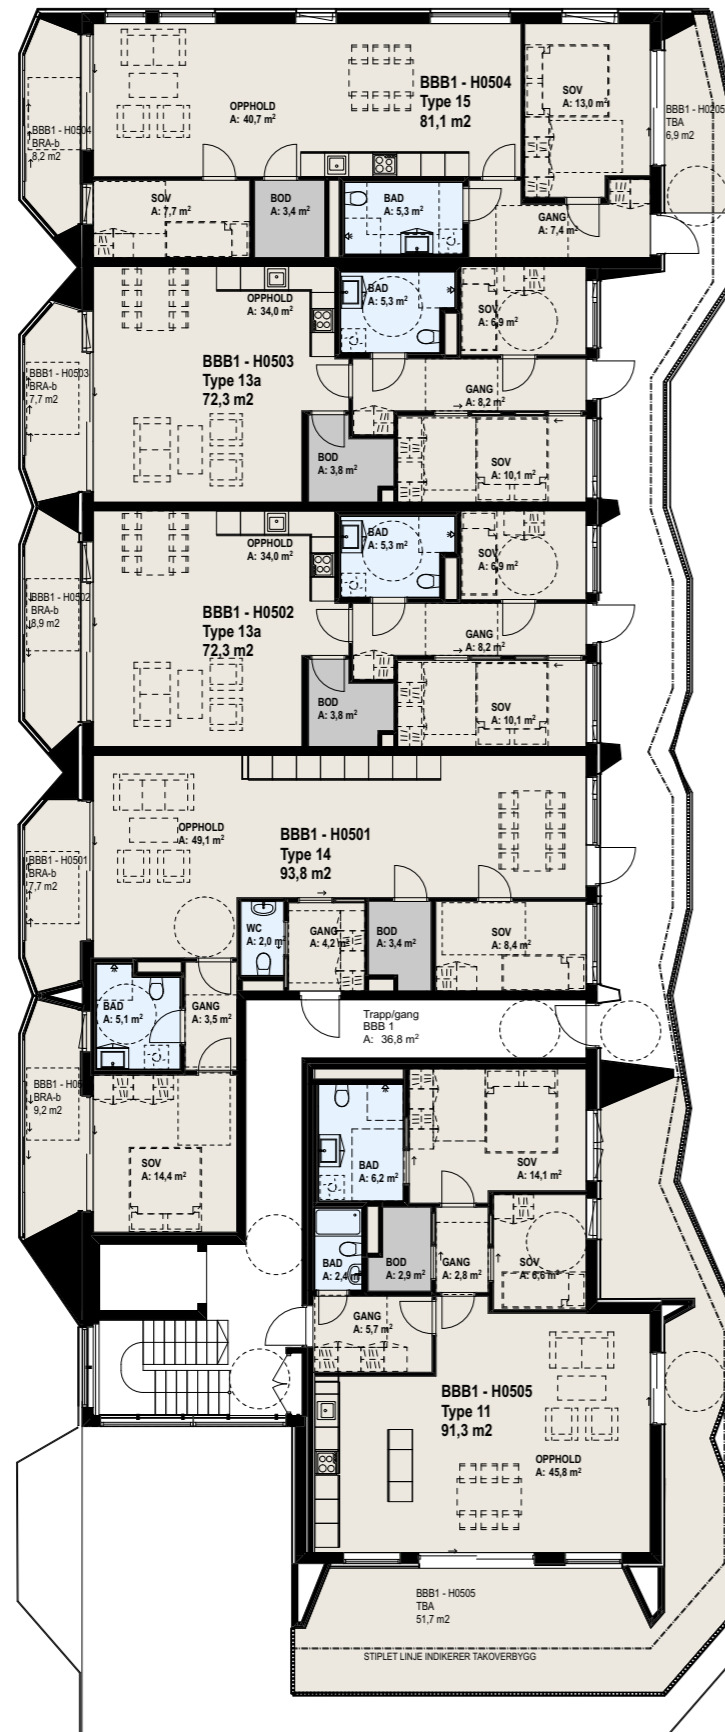 BBB1 - H0504
Type 15
81,1 m2
OPPHOLD
A: 40,7 m²
SOV
A: 13,0 m²
BBB1 - H0504
BRA-b
8,2 m2
BBB1 - H0205
TBA
6,9 m2
SOV
A: 7,7 m²
BOD
A: 3,4 m²
BAD
A: 5,3 m²
GANG
A: 7,4 m²
OPPHOLD
A: 34,0 m²
BAD
A: 5,3 m²
SOV
A: 6,9 m²
BBB1 - H0503
Type 13a
72,3 m2
BBB1 - H0503
BRA-b
7,7 m2
GANG
A: 8,2 m²
BOD
A: 3,8 m²
SOV
A: 10,1 m²
OPPHOLD
A: 34,0 m²
BAD
A: 5,3 m²
SOV
A: 6,9 m²
BBB1 - H0502
Type 13a
72,3 m2
BBB1 - H0502
BRA-b
8,9 m2
GANG
A: 8,2 m²
BOD
A: 3,8 m²
SOV
A: 10,1 m²
OPPHOLD
A: 49,1 m²
BBB1 - H0501
Type 14
93,8 m2
BBB1 - H0501
BRA-b
7,7 m2
WC
A: 2,0 m²
GANG
A: 4,2 m²
BOD
A: 3,4 m²
SOV
A: 8,4 m²
BAD
A: 5,1 m²
GANG
A: 3,5 m²
Trapp/gang
BBB 1
A: 36,8 m²
BBB1 -
BRA-b
9,2 m2
SOV
A: 14,4 m²
BAD
A: 6,2 m²
SOV
A: 14,1 m²
BAD
A: 2,4 m²
BOD
A: 2,9 m²
GANG
A: 2,8 m²
SOV
A: 6,6 m²
GANG
A: 5,7 m²
BBB1 - H0505
Type 11
91,3 m2
OPPHOLD
A: 45,8 m²
BBB1 - H0505
TBA
51,7 m2
STIPLET LINJE INDIKERER TAKOVERBYGG